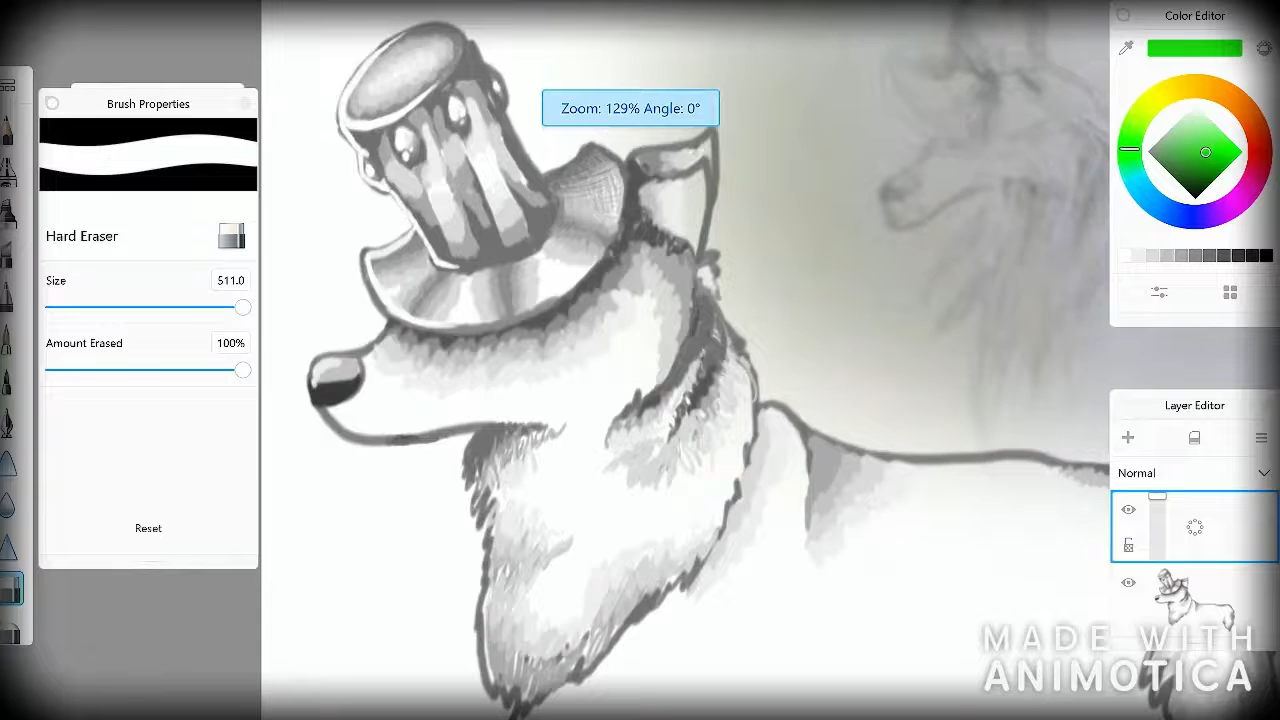 Brush Properties
Hard Eraser
Size
511.0
Amount Erased
100%
Reset
Zoom: 129% Angle: 0°
Color Editor
Layer Editor
Normal
MADE WITH
ANIMOTICA